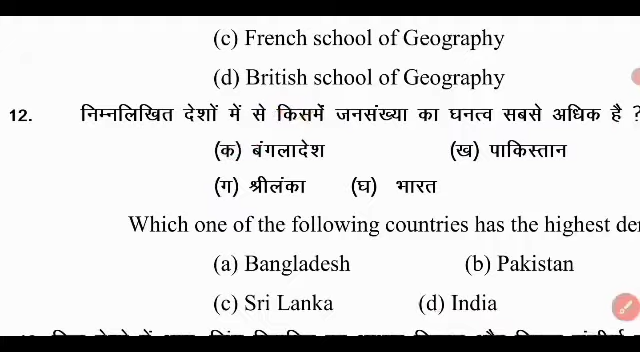 (c) French school of Geography
(d) British school of Geography
12. निम्नलिखित देशों में से किसमें जनसंख्या का घनत्व सबसे अधिक है ?
(क) बंगलादेश (ख) पाकिस्तान
(ग) श्रीलंका (घ) भारत
Which one of the following countries has the highest
(a) Bangladesh (b) Pakistan
(c) Sri Lanka (d) India